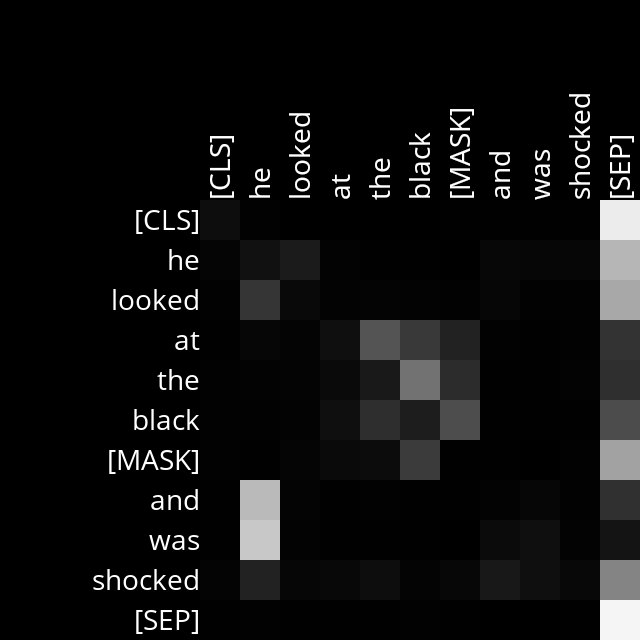 [CLS] he looked at the black [MASK] and was shocked [SEP]
[CLS]
he
looked
at
the
black
[MASK]
and
was
shocked
[SEP]